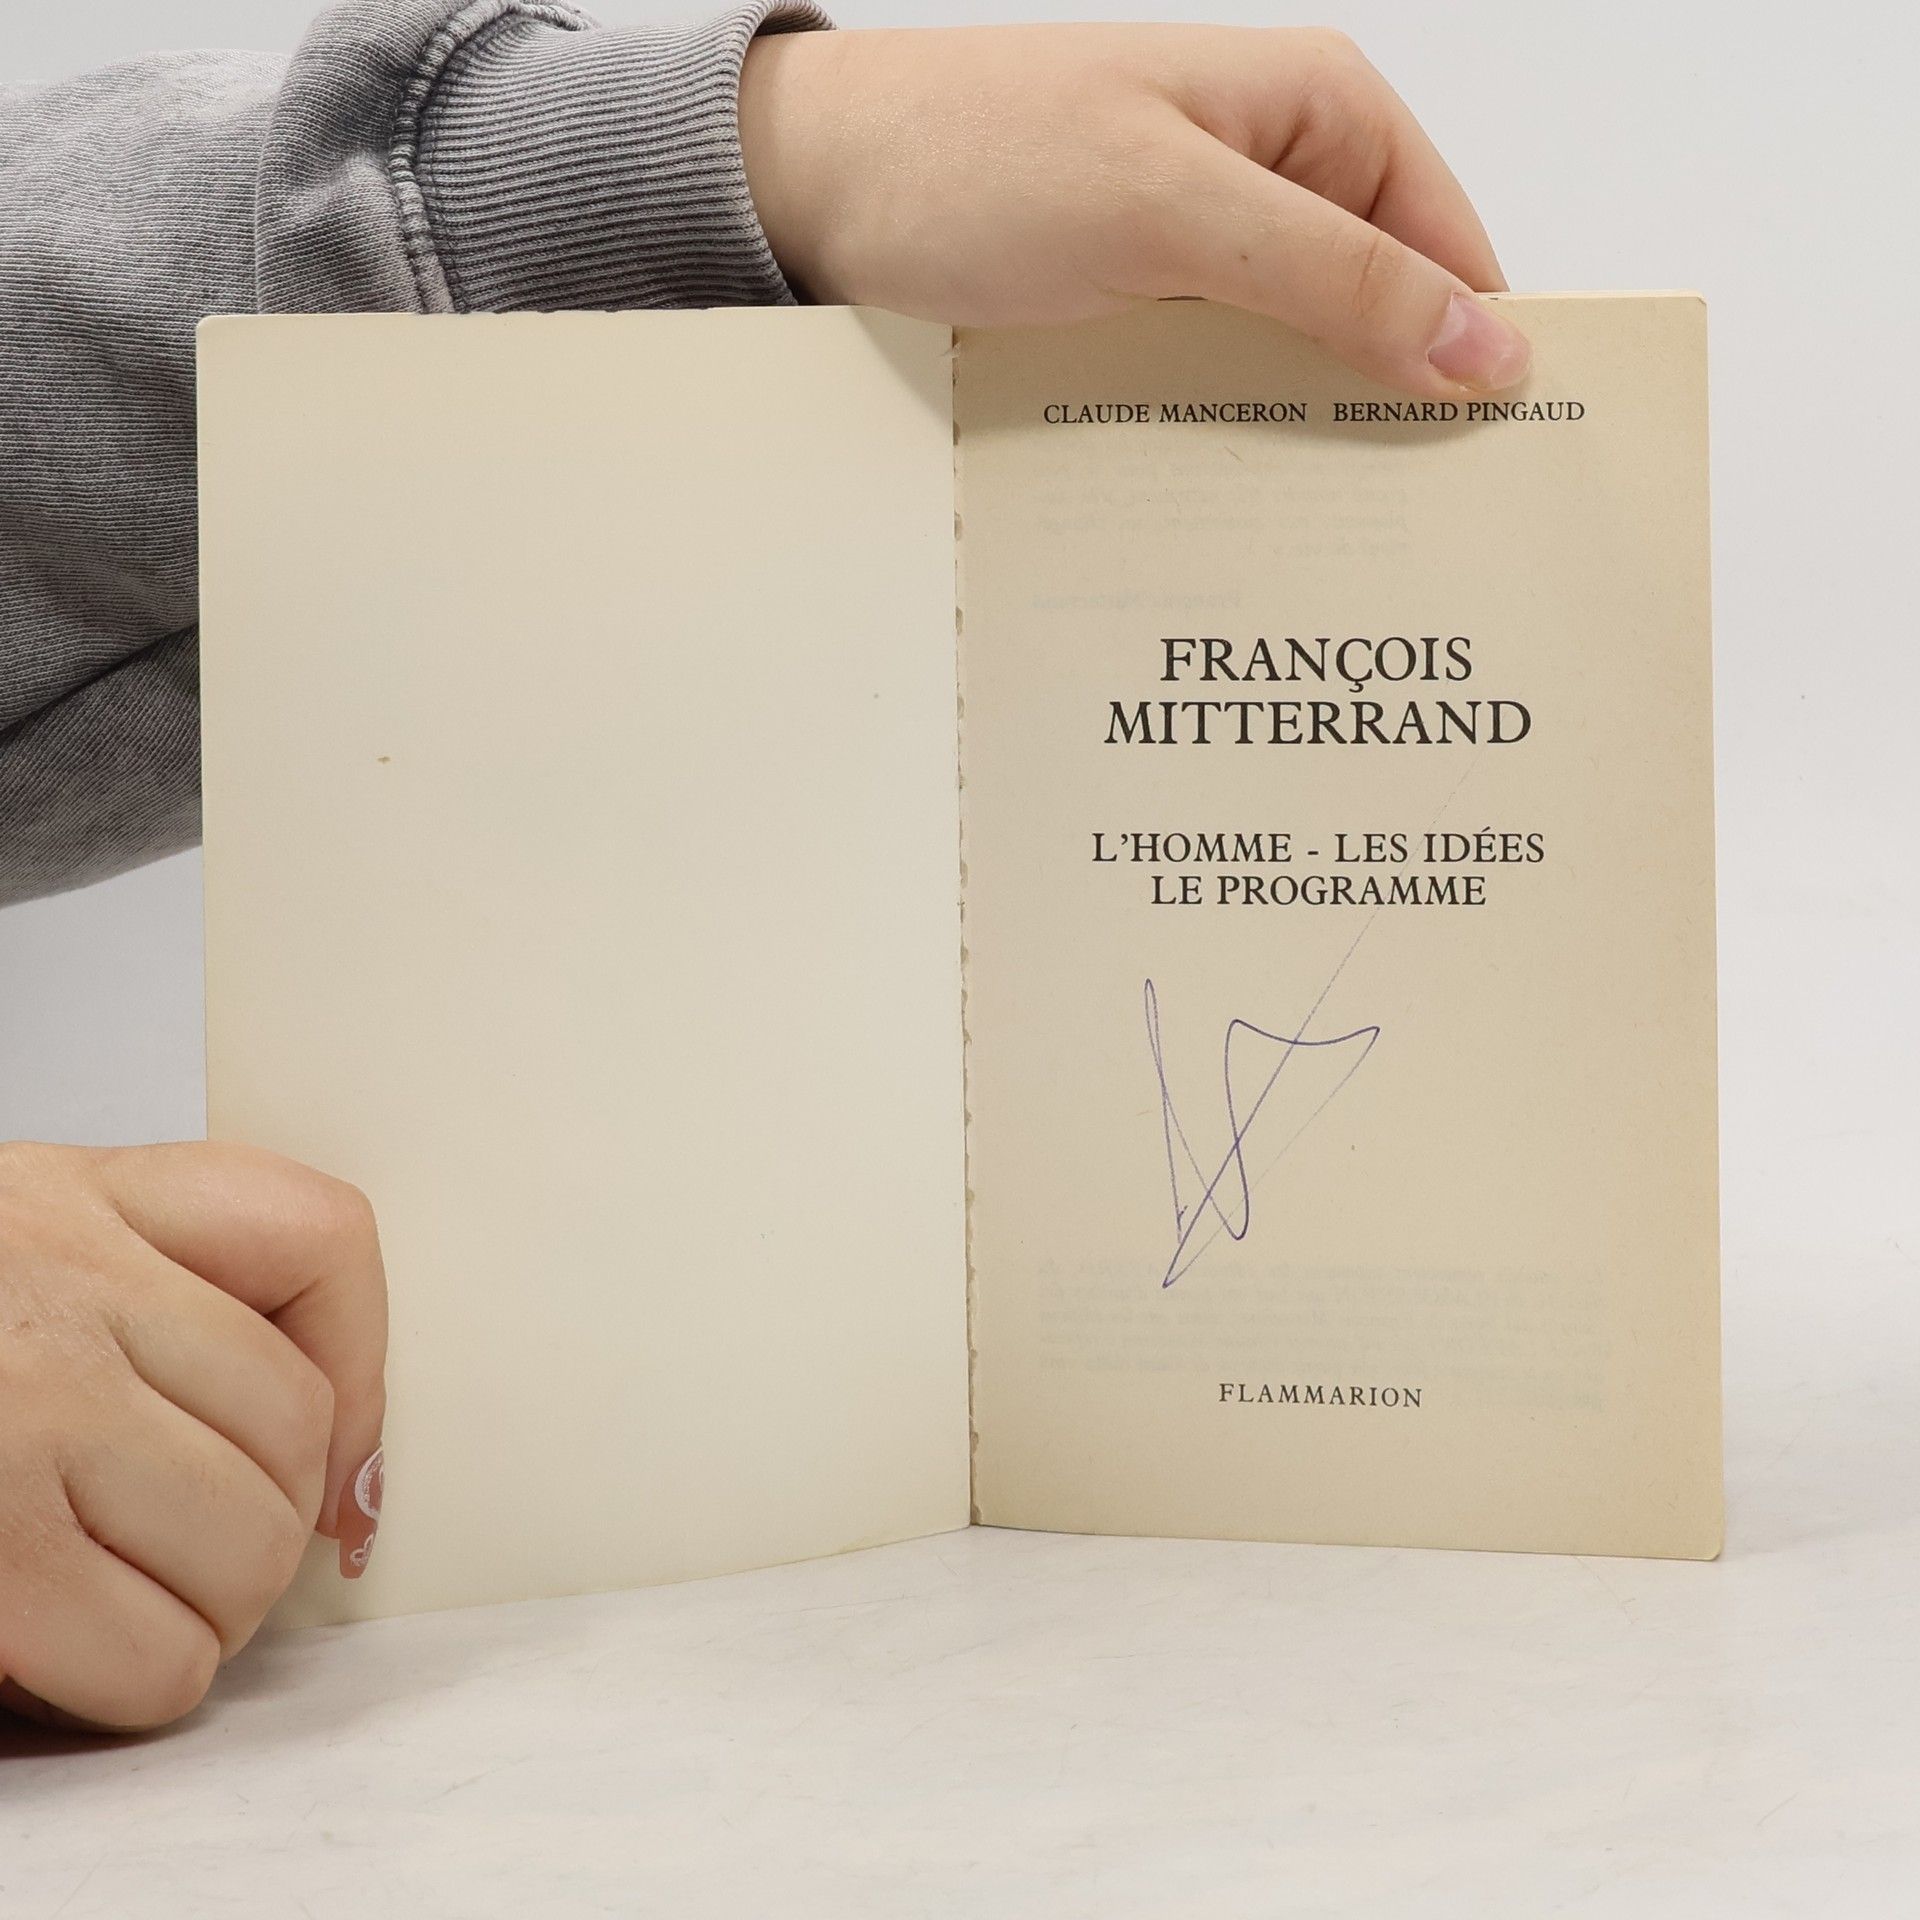 CLAUDE MANCERON BERNARD PINGAUD
FRANÇOIS
MITTERRAND
L'HOMME - LES IDÉES
LE PROGRAMME
FLAMMARION